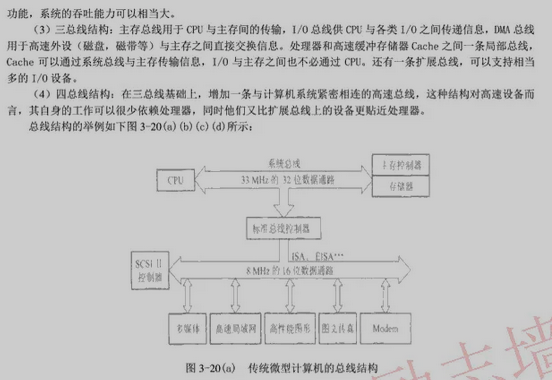 功能，系统的吞吐能力可以相当大。
（3）三总线结构：主存总线用于 CPU 与主存间的传输，I/O 总线供 CPU 与各类 I/O 之间传递信息，DMA 总线
用于高速外设（磁盘，磁带等）与主存之间直接交换信息。处理器和高速缓冲存储器 Cache 之间一条局部总线，
Cache 可以通过系统总线与主存传输信息，I/O 与主存之间也不必通过 CPU。还有一条扩展总线，可以支持相当
多的 I/O 设备。
（4）四总线结构：在三总线基础上，增加一条与计算机系统紧密相连的高速总线，这种结构对高速设备而
言，其自身的工作可以很少依赖处理器，同时他们又比扩展总线上的设备更贴近处理器。
总线结构的举例如下图 3-20(a)(b)(c)(d)所示：
系统总线
CPU
33 MHz 的 32 位数据通路
主存控制器
存储器
标准总线控制器
ISA、EISA…
SCSI II
控制器
8 MHz 的 16 位数据通路
多媒体
高速局域网
高性能图形
图文传真
Modem
图 3-20(a) 传统微型计算机的总线结构
志墙